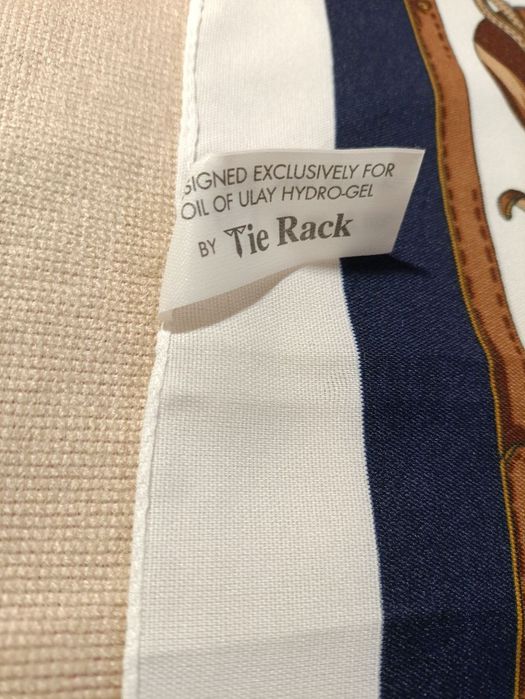 SIGNED EXCLUSIVELY FOR
OIL OF ULAY HYDRO-GEL
BY Tie Rack